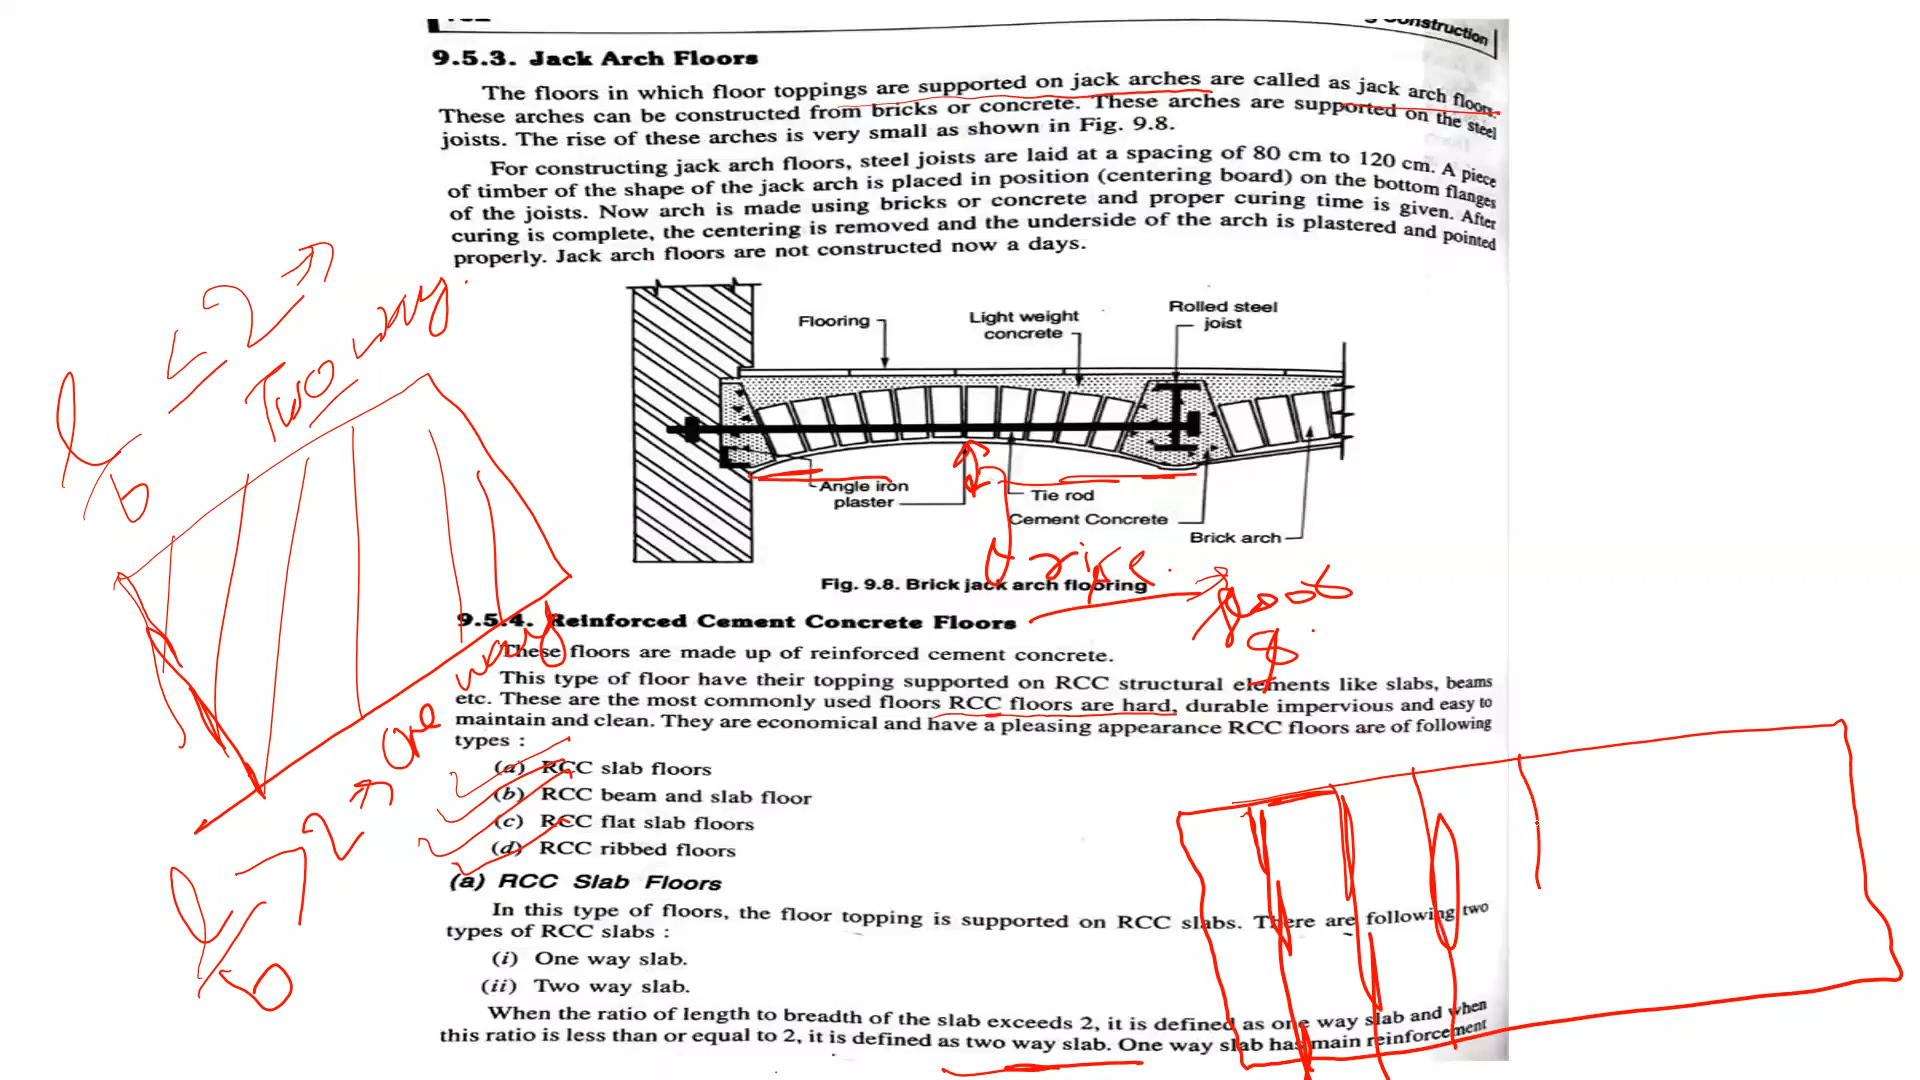 9.5.3. Jack Arch Floors
The floors in which floor toppings are supported on jack arches are called as jack arch floors.
These arches can be constructed from bricks or concrete. These arches are supported on the steel
joists. The rise of these arches is very small as shown in Fig. 9.8.
For constructing jack arch floors, steel joists are laid at a spacing of 80 cm to 120 cm. A piece
of timber of the shape of the jack arch is placed in position (centering board) on the bottom flanges
of the joists. Now arch is made using bricks or concrete and proper curing time is given. After
curing is complete, the centering is removed and the underside of the arch is plastered and pointed
properly. Jack arch floors are not constructed now a days.
Flooring
Light weight
concrete
Rolled steel
joist
Angle iron
plaster
Tie rod
Cement Concrete
Brick arch
Fig. 9.8. Brick jack arch flooring
rise.
l/b ≤ 2 →
Two way.
9.5.4. Reinforced Cement Concrete Floors
These floors are made up of reinforced cement concrete.
This type of floor have their topping supported on RCC structural elements like slabs, beams
etc. These are the most commonly used floors RCC floors are hard, durable impervious and easy to
maintain and clean. They are economical and have a pleasing appearance RCC floors are of following
types :
(a) RCC slab floors
(b) RCC beam and slab floor
(c) RCC flat slab floors
(d) RCC ribbed floors
l/b > 2 → one way
(a) RCC Slab Floors
In this type of floors, the floor topping is supported on RCC slabs. There are following two
types of RCC slabs :
(i) One way slab.
(ii) Two way slab.
When the ratio of length to breadth of the slab exceeds 2, it is defined as one way slab and when
this ratio is less than or equal to 2, it is defined as two way slab. One way slab has main reinforcement